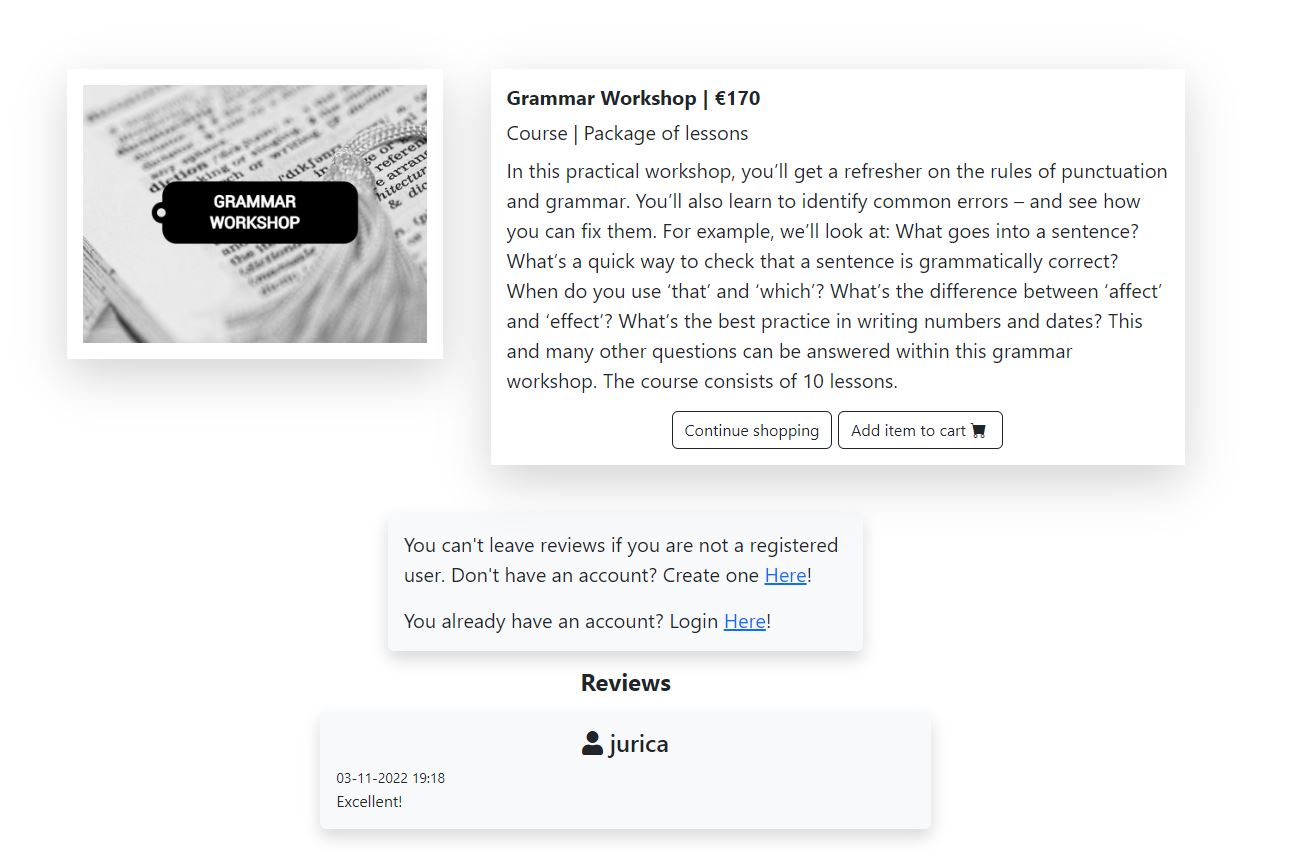 GRAMMAR
WORKSHOP
Grammar Workshop | €170
Course | Package of lessons
In this practical workshop, you’ll get a refresher on the rules of punctuation
and grammar. You’ll also learn to identify common errors – and see how
you can fix them. For example, we’ll look at: What goes into a sentence?
What’s a quick way to check that a sentence is grammatically correct?
When do you use ‘that’ and ‘which’? What’s the difference between ‘affect’
and ‘effect’? What’s the best practice in writing numbers and dates? This
and many other questions can be answered within this grammar
workshop. The course consists of 10 lessons.
Continue shopping
Add item to cart
You can't leave reviews if you are not a registered
user. Don't have an account? Create one Here!
You already have an account? Login Here!
Reviews
jurica
03-11-2022 19:18
Excellent!